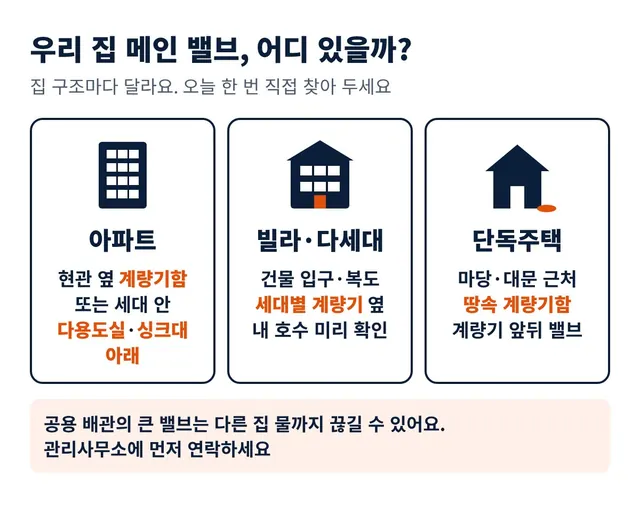 우리 집 메인 밸브, 어디 있을까?
집 구조마다 달라요. 오늘 한 번 직접 찾아 두세요
아파트
현관 옆 계량기함
또는 세대 안
다용도실·싱크대
아래
빌라·다세대
건물 입구·복도
세대별 계량기 옆
내 호수 미리 확인
단독주택
마당·대문 근처
땅속 계량기함
계량기 앞뒤 밸브
공용 배관의 큰 밸브는 다른 집 물까지 끊길 수 있어요.
관리사무소에 먼저 연락하세요